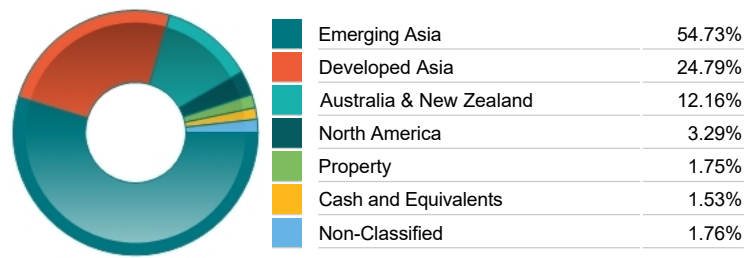 Emerging Asia 54.73%
Developed Asia 24.79%
Australia & New Zealand 12.16%
North America 3.29%
Property 1.75%
Cash and Equivalents 1.53%
Non-Classified 1.76%